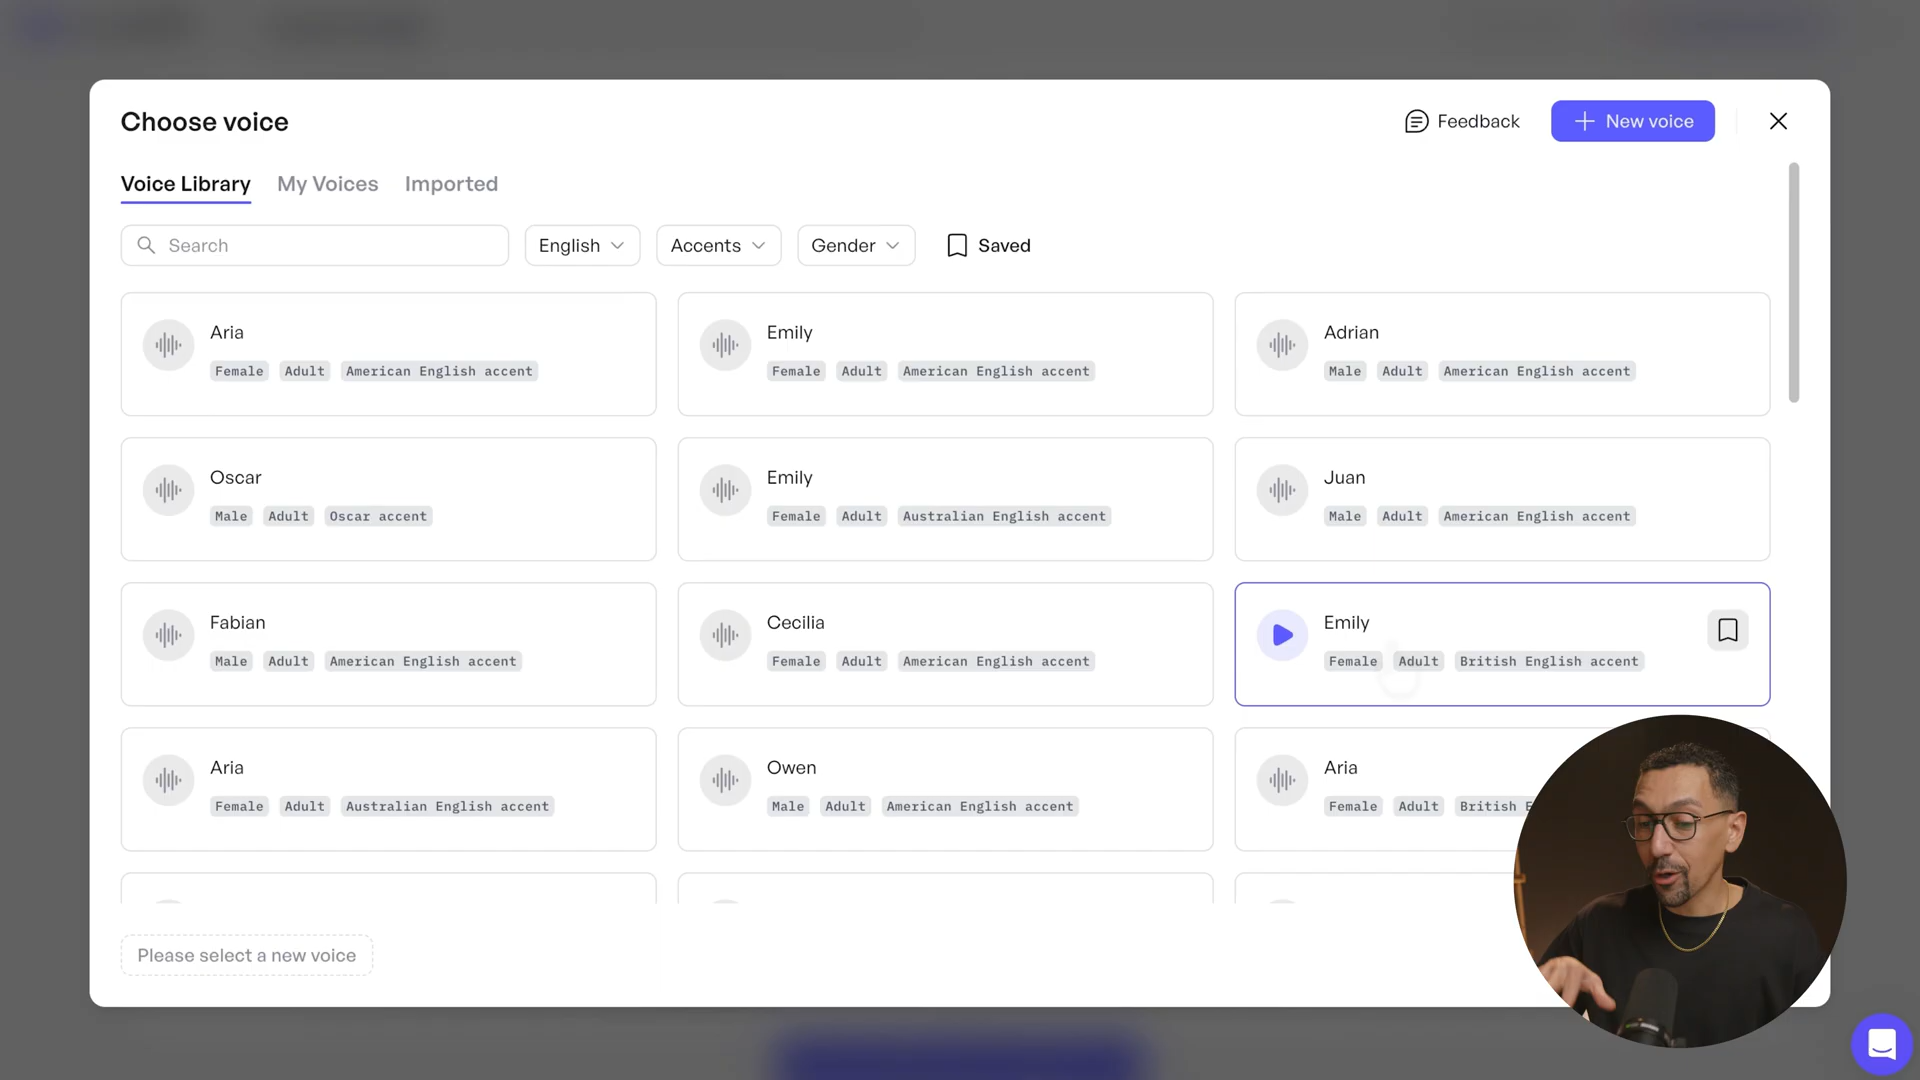 Choose voice
Feedback
New voice
Voice Library
My Voices
Imported
Search
English
Accents
Gender
Saved
Aria
Female Adult American English accent
Emily
Female Adult American English accent
Adrian
Male Adult American English accent
Oscar
Male Adult Oscar accent
Emily
Female Adult Australian English accent
Juan
Male Adult American English accent
Fabian
Male Adult American English accent
Cecilia
Female Adult American English accent
Emily
Female Adult British English accent
Aria
Female Adult Australian English accent
Owen
Male Adult American English accent
Aria
Female Adult British
Please select a new voice